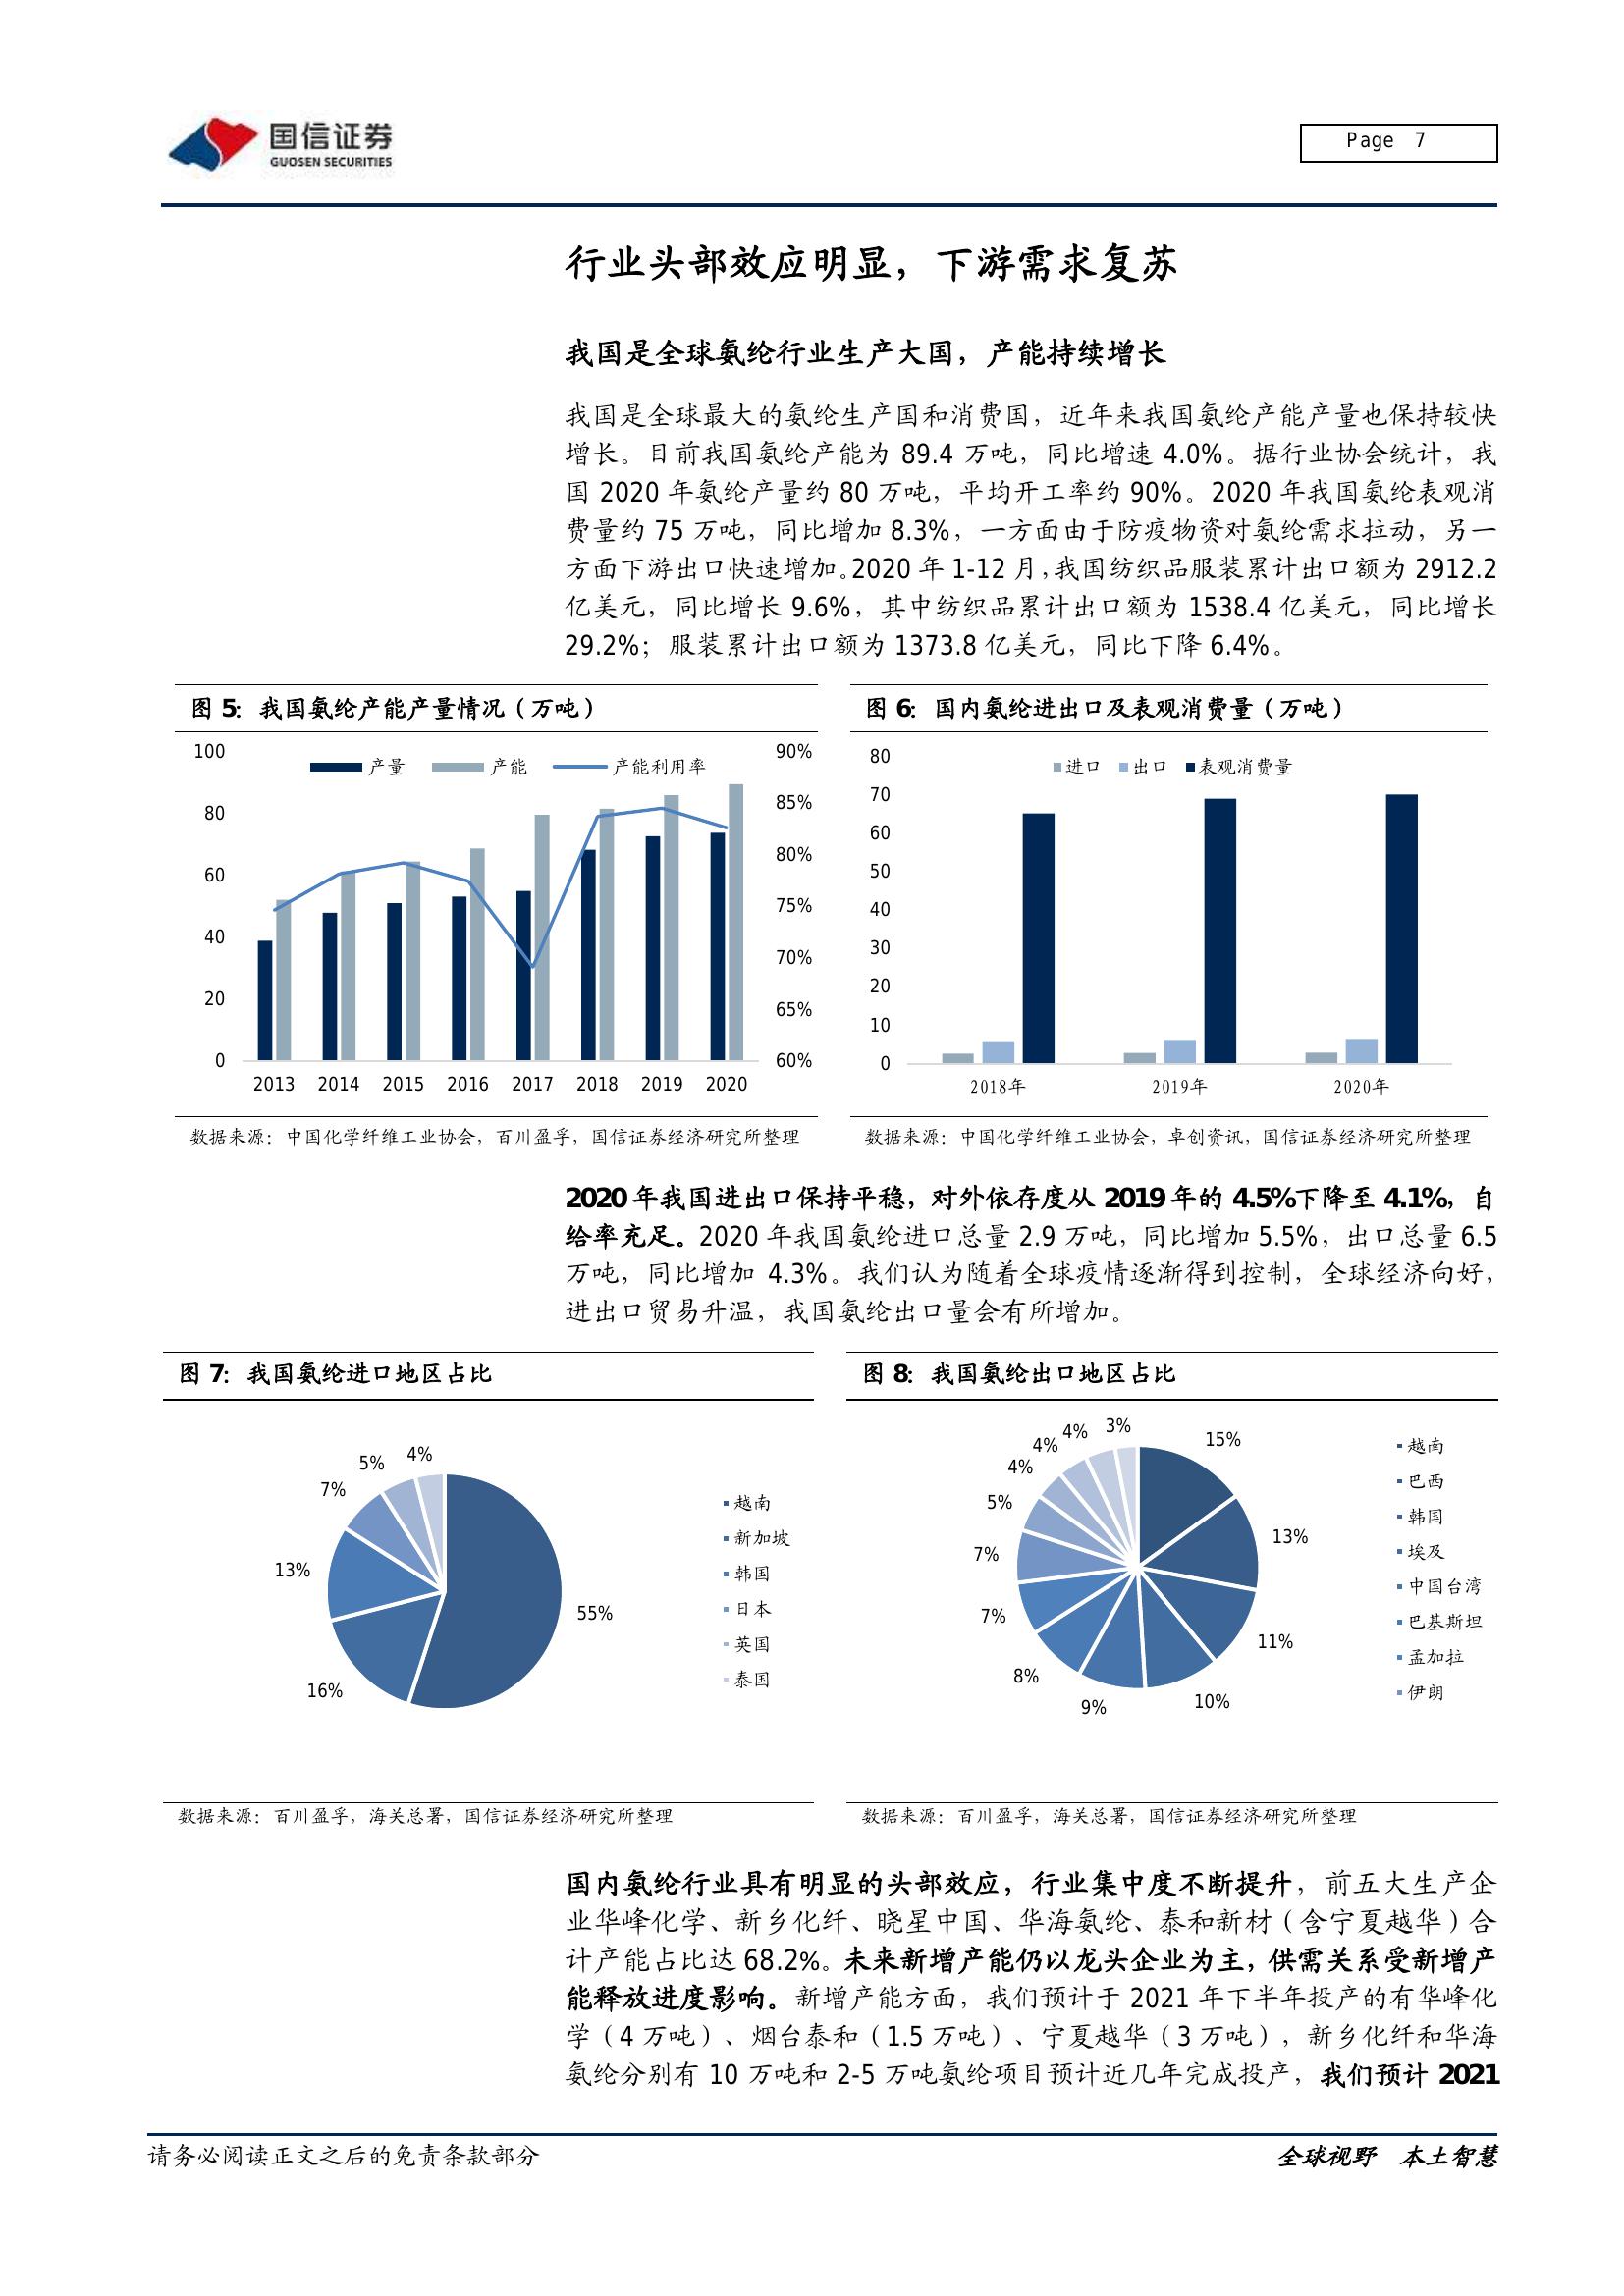 国信证券
GUOSEN SECURITIES
Page 7
行业头部效应明显，下游需求复苏
我国是全球氨纶行业生产大国，产能持续增长
我国是全球最大的氨纶生产国和消费国，近年来我国氨纶产能产量也保持较快
增长。目前我国氨纶产能为 89.4 万吨，同比增速 4.0%。据行业协会统计，我
国 2020 年氨纶产量约 80 万吨，平均开工率约 90%。2020 年我国氨纶表观消
费量约 75 万吨，同比增加 8.3%，一方面由于防疫物资对氨纶需求拉动，另一
方面下游出口快速增加。2020 年 1-12 月，我国纺织品服装累计出口额为 2912.2
亿美元，同比增长 9.6%，其中纺织品累计出口额为 1538.4 亿美元，同比增长
29.2%；服装累计出口额为 1373.8 亿美元，同比下降 6.4%。
图 5：我国氨纶产能产量情况（万吨）
产量 产能 产能利用率
100
80
60
40
20
0
90%
85%
80%
75%
70%
65%
60%
2013 2014 2015 2016 2017 2018 2019 2020
数据来源：中国化学纤维工业协会，百川盈孚，国信证券经济研究所整理
图 6：国内氨纶进出口及表观消费量（万吨）
进口 出口 表观消费量
80
70
60
50
40
30
20
10
0
2018年 2019年 2020年
数据来源：中国化学纤维工业协会，卓创资讯，国信证券经济研究所整理
2020 年我国进出口保持平稳，对外依存度从 2019 年的 4.5%下降至 4.1%，自
给率充足。2020 年我国氨纶进口总量 2.9 万吨，同比增加 5.5%，出口总量 6.5
万吨，同比增加 4.3%。我们认为随着全球疫情逐渐得到控制，全球经济向好，
进出口贸易升温，我国氨纶出口量会有所增加。
图 7：我国氨纶进口地区占比
55%
16%
13%
7%
5%
4%
越南
新加坡
韩国
日本
英国
泰国
数据来源：百川盈孚，海关总署，国信证券经济研究所整理
图 8：我国氨纶出口地区占比
15%
13%
11%
10%
9%
8%
7%
7%
5%
4%
4%
4%
3%
越南
巴西
韩国
埃及
中国台湾
巴基斯坦
孟加拉
伊朗
数据来源：百川盈孚，海关总署，国信证券经济研究所整理
国内氨纶行业具有明显的头部效应，行业集中度不断提升，前五大生产企
业华峰化学、新乡化纤、晓星中国、华海氨纶、泰和新材（含宁夏越华）合
计产能占比达 68.2%。未来新增产能仍以龙头企业为主，供需关系受新增产
能释放进度影响。新增产能方面，我们预计于 2021 年下半年投产的有华峰化
学（4 万吨）、烟台泰和（1.5 万吨）、宁夏越华（3 万吨），新乡化纤和华海
氨纶分别有 10 万吨和 2-5 万吨氨纶项目预计近几年完成投产，我们预计 2021
请务必阅读正文之后的免责条款部分
全球视野 本土智慧